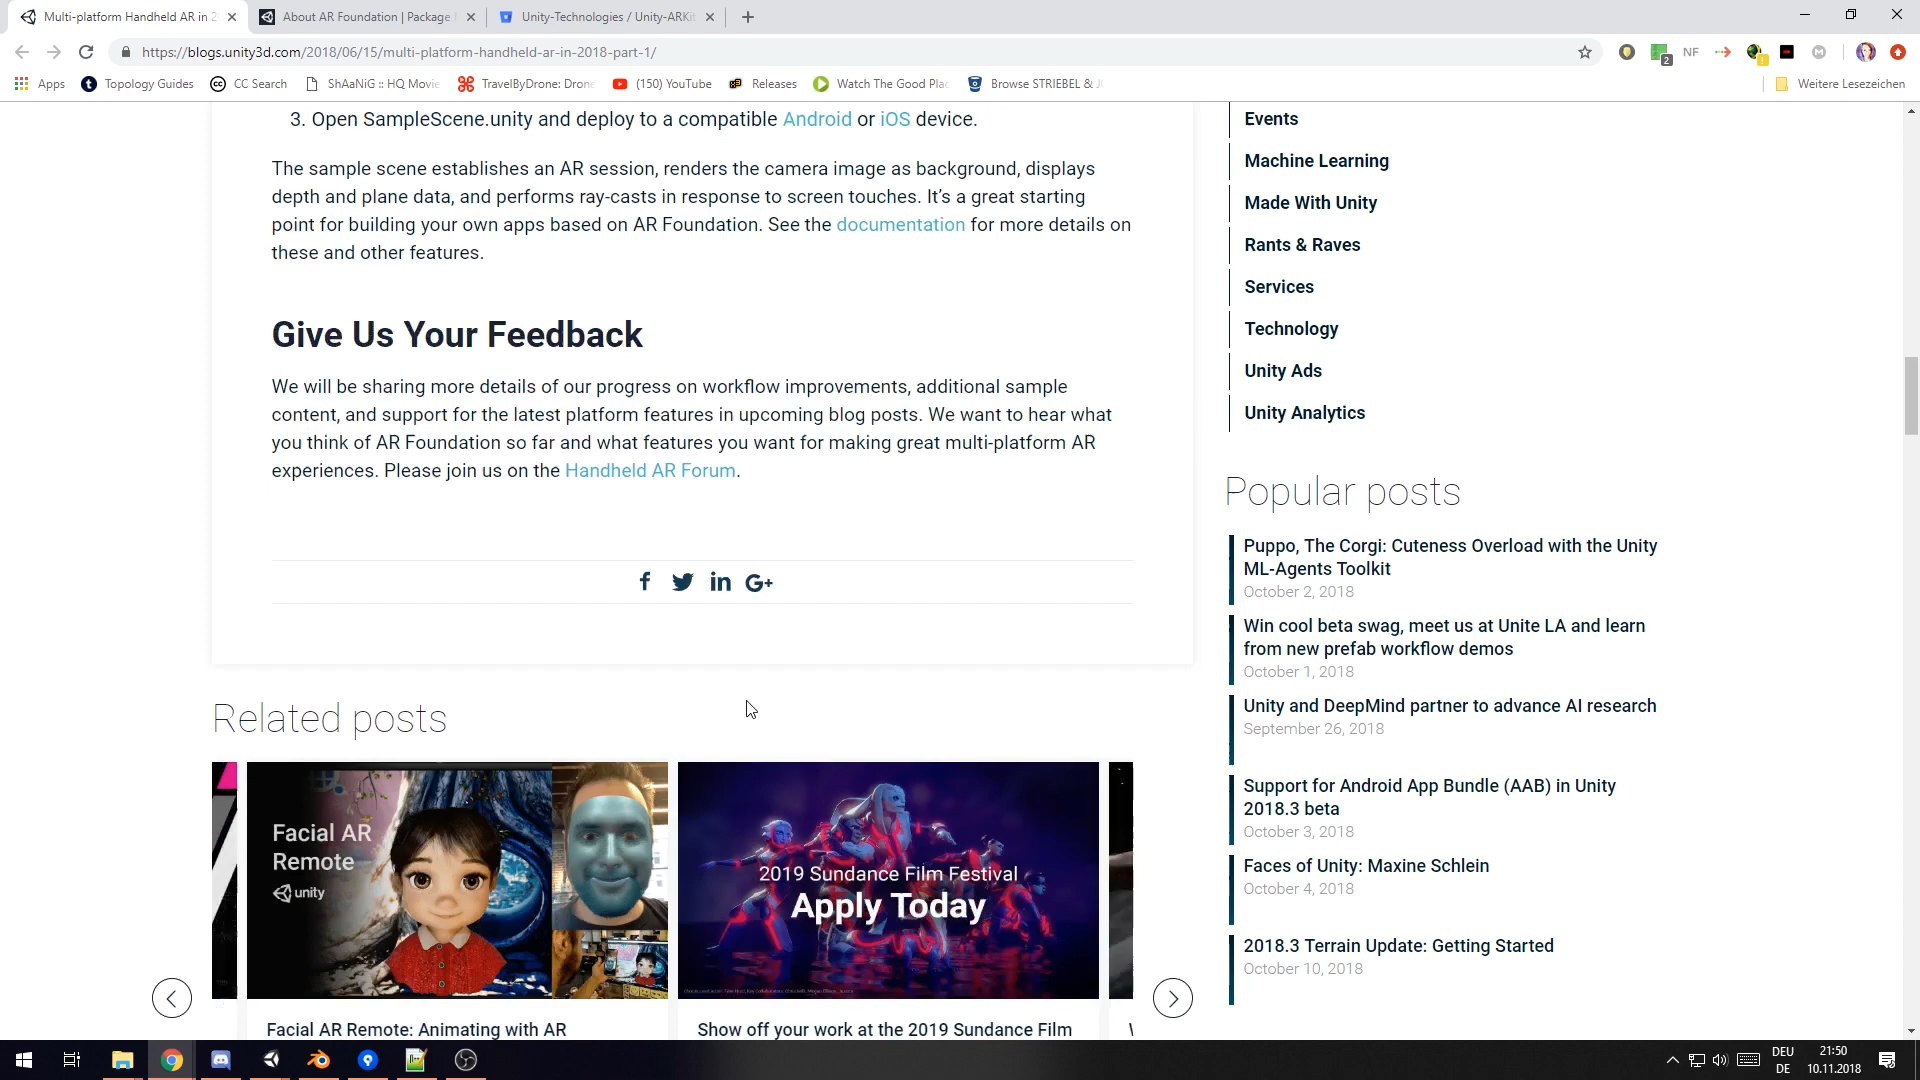 Multi-platform Handheld AR in 2
About AR Foundation | Package
Unity-Technologies / Unity-ARKit
https://blogs.unity3d.com/2018/06/15/multi-platform-handheld-ar-in-2018-part-1/
2
NF
Apps
Topology Guides
CC Search
ShAaNiG :: HQ Movie
TravelByDrone: Drone
(150) YouTube
Releases
Watch The Good Plac
Browse STRIEBEL & JO
Weitere Lesezeichen
3. Open SampleScene.unity and deploy to a compatible Android or iOS device.
The sample scene establishes an AR session, renders the camera image as background, displays
depth and plane data, and performs ray-casts in response to screen touches. It’s a great starting
point for building your own apps based on AR Foundation. See the documentation for more details on
these and other features.
Give Us Your Feedback
We will be sharing more details of our progress on workflow improvements, additional sample
content, and support for the latest platform features in upcoming blog posts. We want to hear what
you think of AR Foundation so far and what features you want for making great multi-platform AR
experiences. Please join us on the Handheld AR Forum.
Related posts
Facial AR
Remote
unity
2019 Sundance Film Festival
Apply Today
Facial AR Remote: Animating with AR
Show off your work at the 2019 Sundance Film
Events
Machine Learning
Made With Unity
Rants & Raves
Services
Technology
Unity Ads
Unity Analytics
Popular posts
Puppo, The Corgi: Cuteness Overload with the Unity
ML-Agents Toolkit
October 2, 2018
Win cool beta swag, meet us at Unite LA and learn
from new prefab workflow demos
October 1, 2018
Unity and DeepMind partner to advance AI research
September 26, 2018
Support for Android App Bundle (AAB) in Unity
2018.3 beta
October 3, 2018
Faces of Unity: Maxine Schlein
October 4, 2018
2018.3 Terrain Update: Getting Started
October 10, 2018
DEU
DE
21:50
10.11.2018